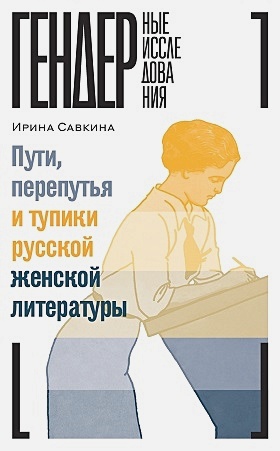 ГЕНДЕР
НЫЕ
ИССЛЕ
ДОВА
НИЯ
Ирина Савкина
Пути,
перепутья
и тупики
русской
женской
литературы